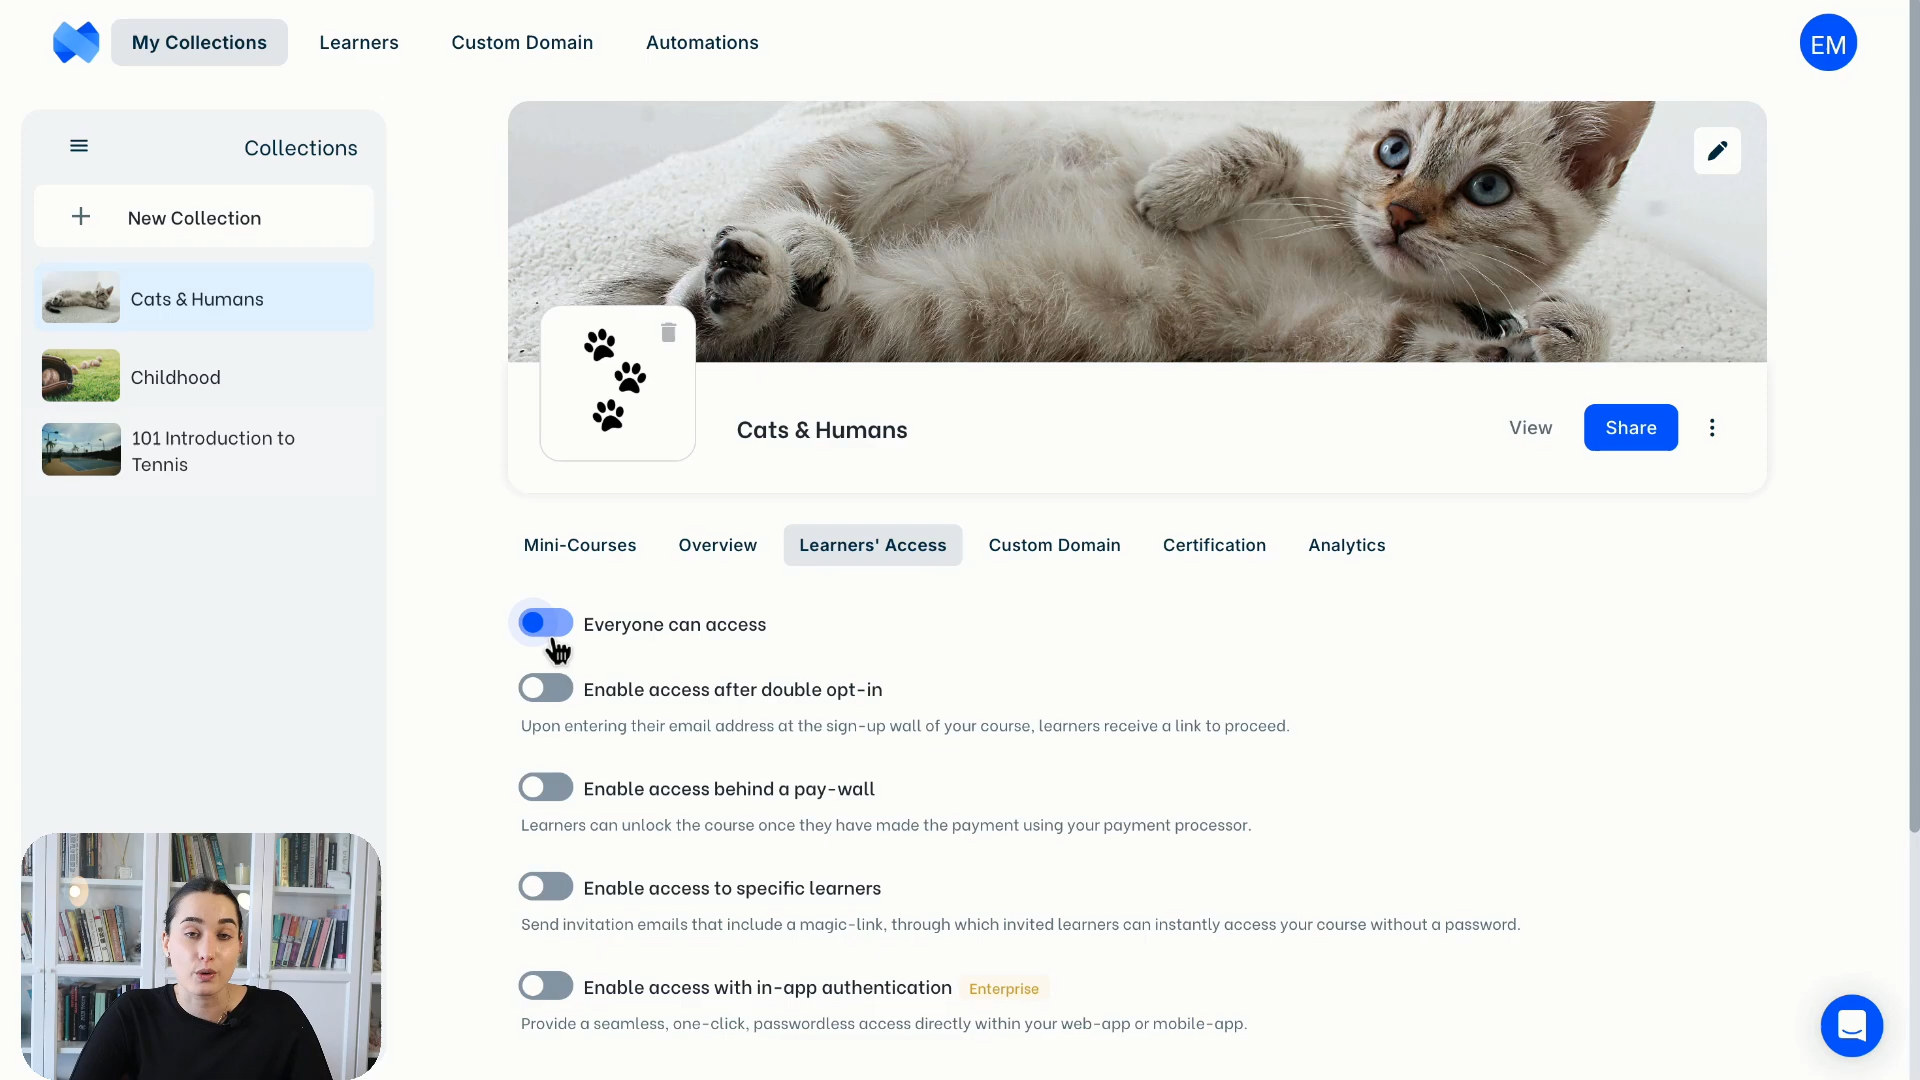 My Collections
Learners
Custom Domain
Automations
EM
Collections
New Collection
Cats & Humans
Childhood
101 Introduction to
Tennis
Cats & Humans
View
Share
Mini-Courses
Overview
Learners' Access
Custom Domain
Certification
Analytics
Everyone can access
Enable access after double opt-in
Upon entering their email address at the sign-up wall of your course, learners receive a link to proceed.
Enable access behind a pay-wall
Learners can unlock the course once they have made the payment using your payment processor.
Enable access to specific learners
Send invitation emails that include a magic-link, through which invited learners can instantly access your course without a password.
Enable access with in-app authentication Enterprise
Provide a seamless, one-click, passwordless access directly within your web-app or mobile-app.